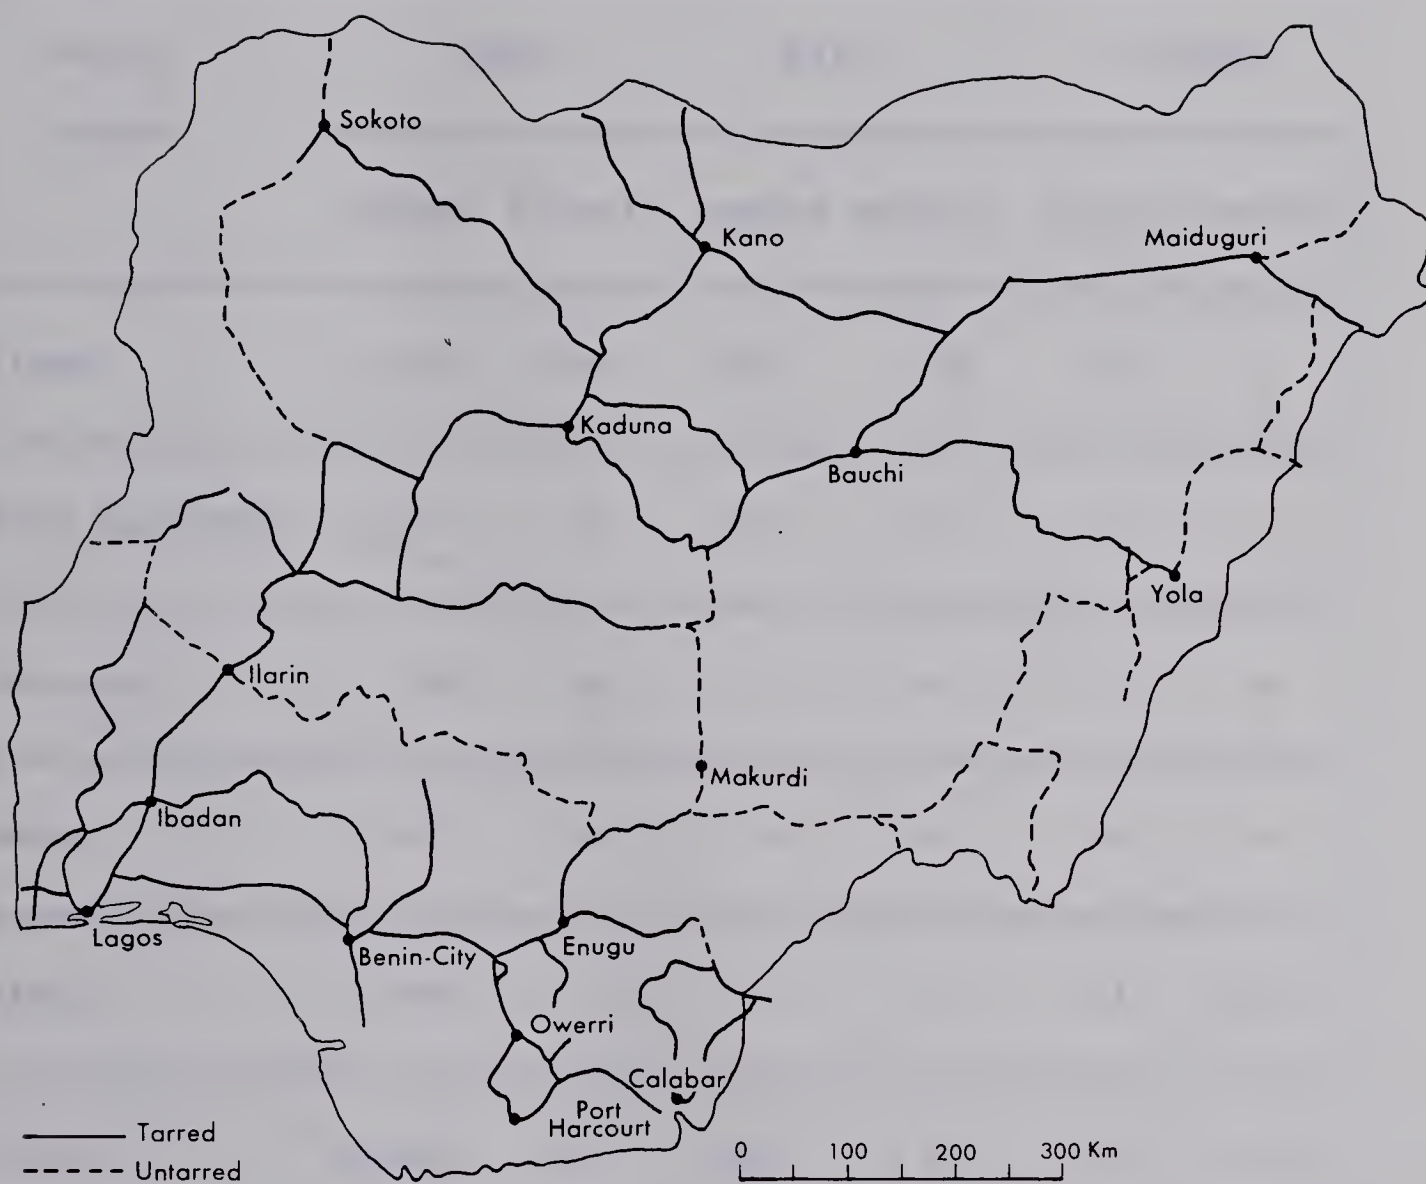 Sokoto
Kano
Maiduguri
Kaduna
Bauchi
Yola
Ilarin
Makurdi
Ibadan
Lagos
Benin-City
Enugu
Owerri
Calabar
Port
Harcourt
Tarred
Untarred
0 100 200 300 Km